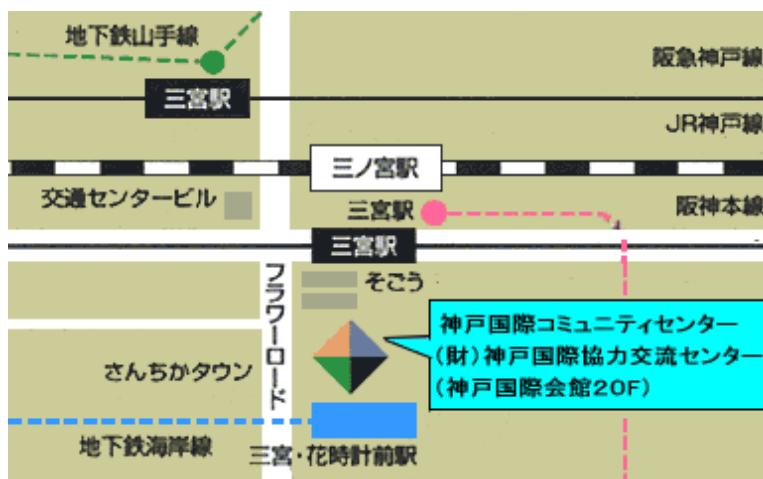 地下鉄山手線
阪急神戸線
三宮駅
JR神戸線
三ノ宮駅
交通センタービル
三宮駅
阪神本線
三宮駅
フラワーロード
そごう
神戸国際コミュニティセンター
(財)神戸国際協力交流センター
(神戸国際会館20F)
さんちかタウン
地下鉄海岸線
三宮・花時計前駅